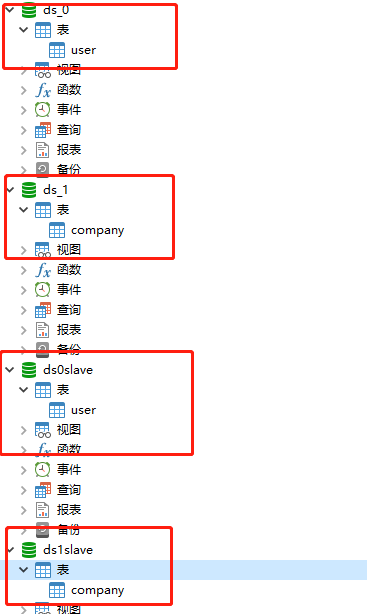 ds_0
表
user
视图
函数
事件
查询
报表
备份
ds_1
表
company
视图
函数
事件
查询
报表
备份
ds0slave
表
user
视图
函数
事件
查询
报表
备份
ds1slave
表
company
视图